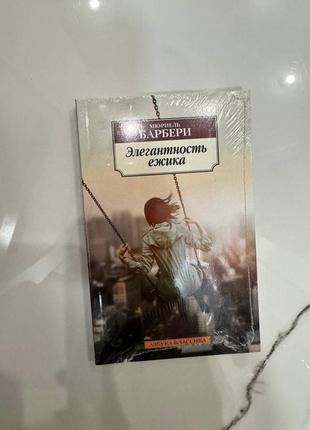 МЮРИЕЛЬ
БАРБЕРИ
Элегантность
ежика
АЗБУКА-КЛАССИКА